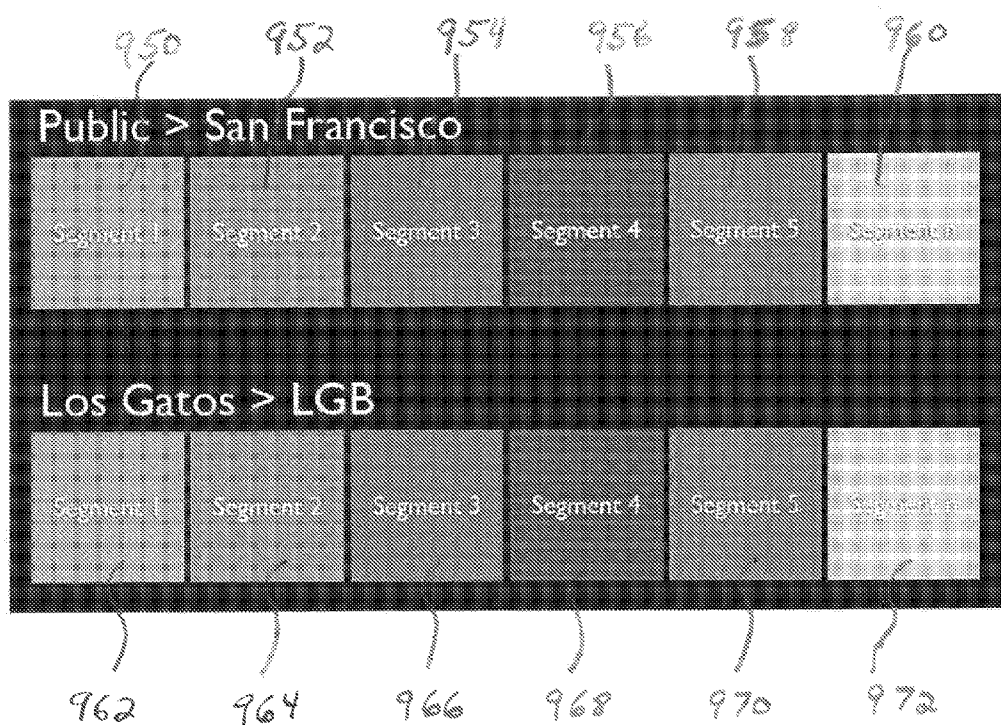 950 952 954 956 958 960
Public > San Francisco
Segment 1 Segment 2 Segment 3 Segment 4 Segment 5 Segment n
Los Gatos > LGB
Segment 1 Segment 2 Segment 3 Segment 4 Segment 5 Segment n
962 964 966 968 970 972